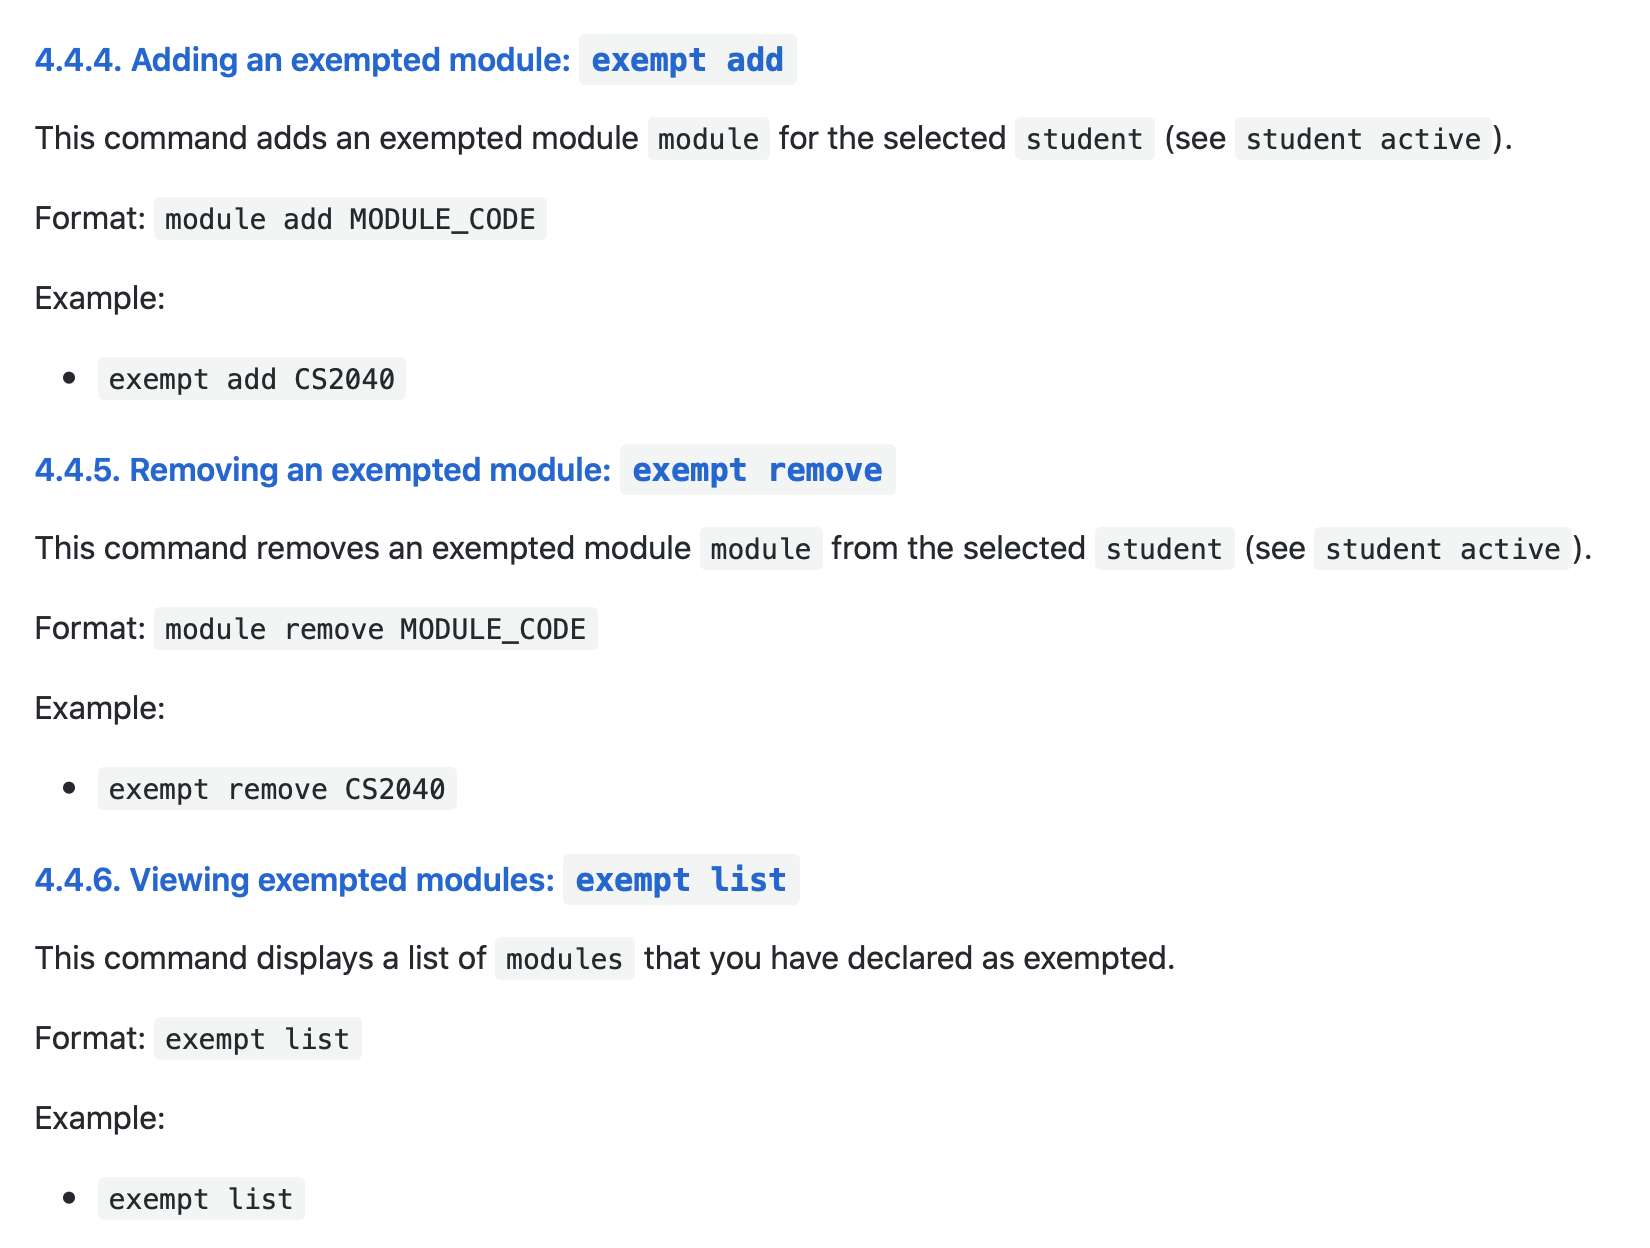 4.4.4. Adding an exempted module: exempt add
This command adds an exempted module module for the selected student (see student active).
Format: module add MODULE_CODE
Example:
• exempt add CS2040
4.4.5. Removing an exempted module: exempt remove
This command removes an exempted module module from the selected student (see student active).
Format: module remove MODULE_CODE
Example:
• exempt remove CS2040
4.4.6. Viewing exempted modules: exempt list
This command displays a list of modules that you have declared as exempted.
Format: exempt list
Example:
• exempt list